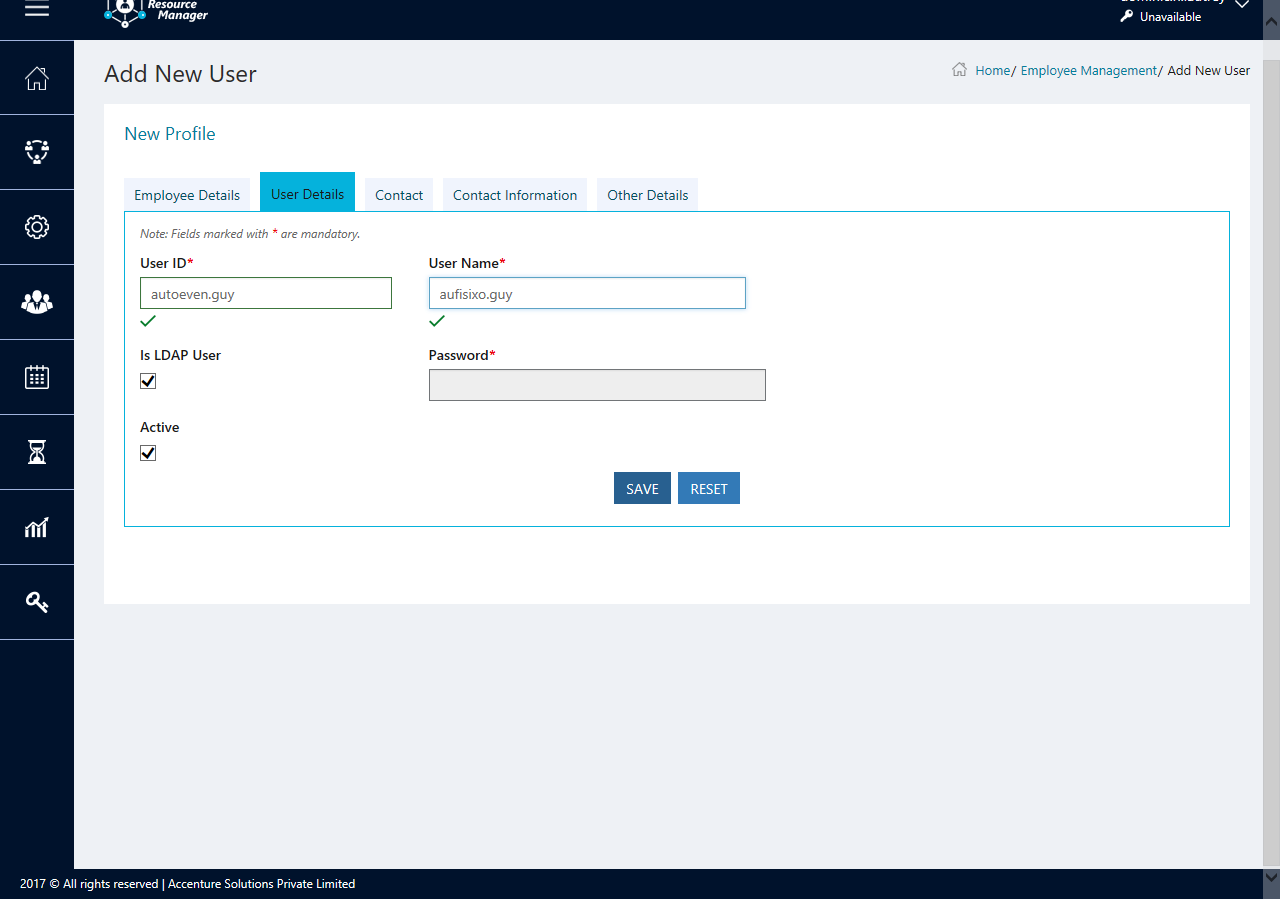 Resource
Manager
Unavailable
Add New User
Home/ Employee Management/ Add New User
New Profile
Employee Details
User Details
Contact
Contact Information
Other Details
Note: Fields marked with * are mandatory.
User ID*
User Name*
autoeven.guy
aufisixo.guy
Is LDAP User
Password*
Active
SAVE
RESET
2017 © All rights reserved | Accenture Solutions Private Limited